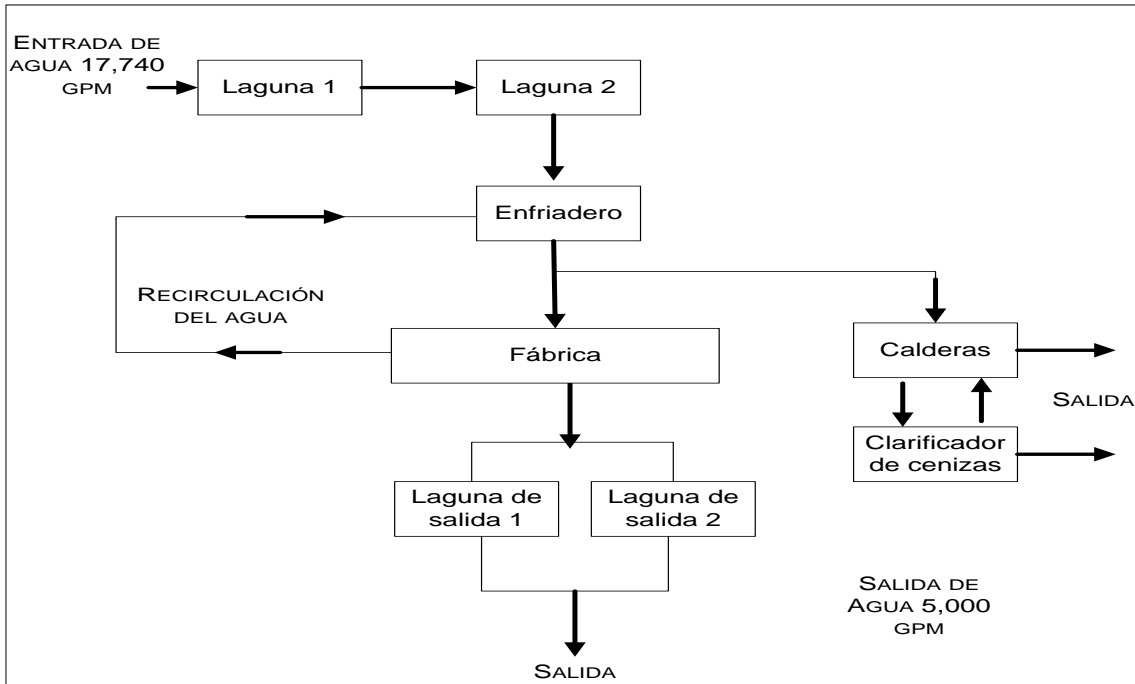 ENTRADA DE
AGUA 17,740
GPM
Laguna 1
Laguna 2
Enfriadero
RECIRCULACIÓN
DEL AGUA
Fábrica
Calderas
SALIDA
Clarificador
de cenizas
Laguna de
salida 1
Laguna de
salida 2
SALIDA DE
AGUA 5,000
GPM
SALIDA